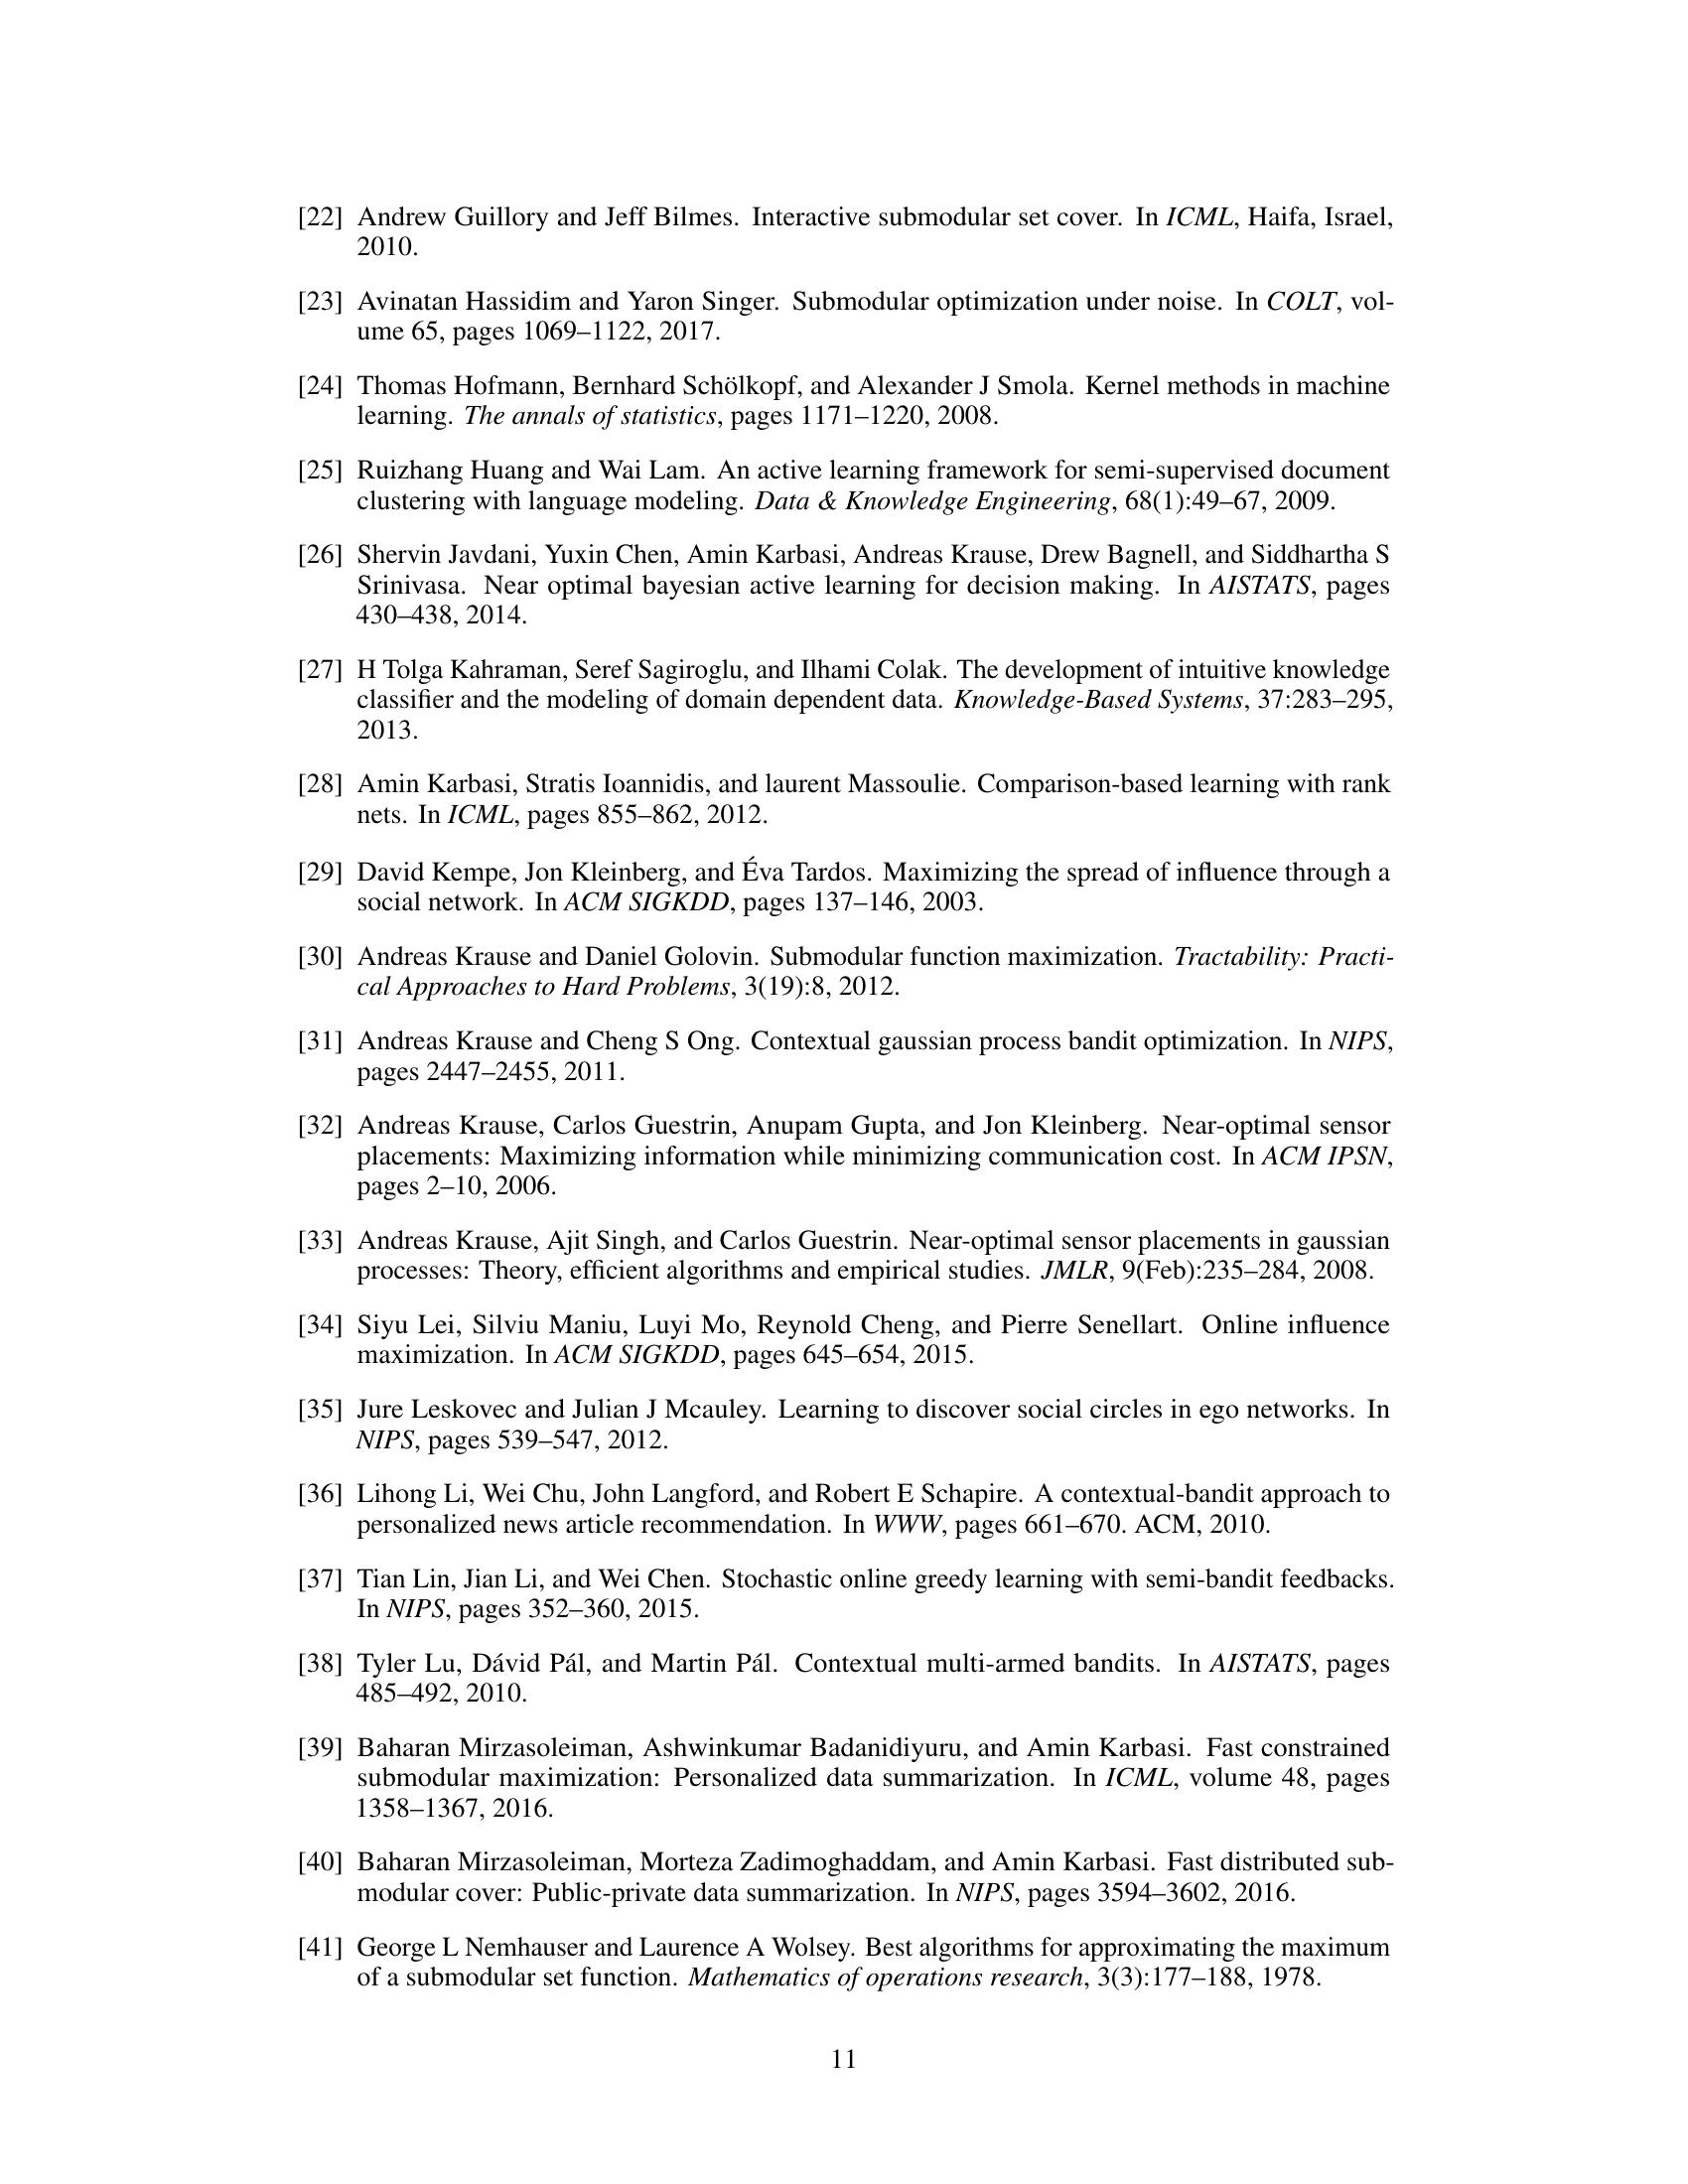 [22] Andrew Guillory and Jeff Bilmes. Interactive submodular set cover. In ICML, Haifa, Israel,
2010.
[23] Avinatan Hassidim and Yaron Singer. Submodular optimization under noise. In COLT, vol-
ume 65, pages 1069–1122, 2017.
[24] Thomas Hofmann, Bernhard Schölkopf, and Alexander J Smola. Kernel methods in machine
learning. The annals of statistics, pages 1171–1220, 2008.
[25] Ruizhang Huang and Wai Lam. An active learning framework for semi-supervised document
clustering with language modeling. Data & Knowledge Engineering, 68(1):49–67, 2009.
[26] Shervin Javdani, Yuxin Chen, Amin Karbasi, Andreas Krause, Drew Bagnell, and Siddhartha S
Srinivasa. Near optimal bayesian active learning for decision making. In AISTATS, pages
430–438, 2014.
[27] H Tolga Kahraman, Seref Sagiroglu, and Ilhami Colak. The development of intuitive knowledge
classifier and the modeling of domain dependent data. Knowledge-Based Systems, 37:283–295,
2013.
[28] Amin Karbasi, Stratis Ioannidis, and laurent Massoulie. Comparison-based learning with rank
nets. In ICML, pages 855–862, 2012.
[29] David Kempe, Jon Kleinberg, and Éva Tardos. Maximizing the spread of influence through a
social network. In ACM SIGKDD, pages 137–146, 2003.
[30] Andreas Krause and Daniel Golovin. Submodular function maximization. Tractability: Practi-
cal Approaches to Hard Problems, 3(19):8, 2012.
[31] Andreas Krause and Cheng S Ong. Contextual gaussian process bandit optimization. In NIPS,
pages 2447–2455, 2011.
[32] Andreas Krause, Carlos Guestrin, Anupam Gupta, and Jon Kleinberg. Near-optimal sensor
placements: Maximizing information while minimizing communication cost. In ACM IPSN,
pages 2–10, 2006.
[33] Andreas Krause, Ajit Singh, and Carlos Guestrin. Near-optimal sensor placements in gaussian
processes: Theory, efficient algorithms and empirical studies. JMLR, 9(Feb):235–284, 2008.
[34] Siyu Lei, Silviu Maniu, Luyi Mo, Reynold Cheng, and Pierre Senellart. Online influence
maximization. In ACM SIGKDD, pages 645–654, 2015.
[35] Jure Leskovec and Julian J Mcauley. Learning to discover social circles in ego networks. In
NIPS, pages 539–547, 2012.
[36] Lihong Li, Wei Chu, John Langford, and Robert E Schapire. A contextual-bandit approach to
personalized news article recommendation. In WWW, pages 661–670. ACM, 2010.
[37] Tian Lin, Jian Li, and Wei Chen. Stochastic online greedy learning with semi-bandit feedbacks.
In NIPS, pages 352–360, 2015.
[38] Tyler Lu, Dávid Pál, and Martin Pál. Contextual multi-armed bandits. In AISTATS, pages
485–492, 2010.
[39] Baharan Mirzasoleiman, Ashwinkumar Badanidiyuru, and Amin Karbasi. Fast constrained
submodular maximization: Personalized data summarization. In ICML, volume 48, pages
1358–1367, 2016.
[40] Baharan Mirzasoleiman, Morteza Zadimoghaddam, and Amin Karbasi. Fast distributed sub-
modular cover: Public-private data summarization. In NIPS, pages 3594–3602, 2016.
[41] George L Nemhauser and Laurence A Wolsey. Best algorithms for approximating the maximum
of a submodular set function. Mathematics of operations research, 3(3):177–188, 1978.
11